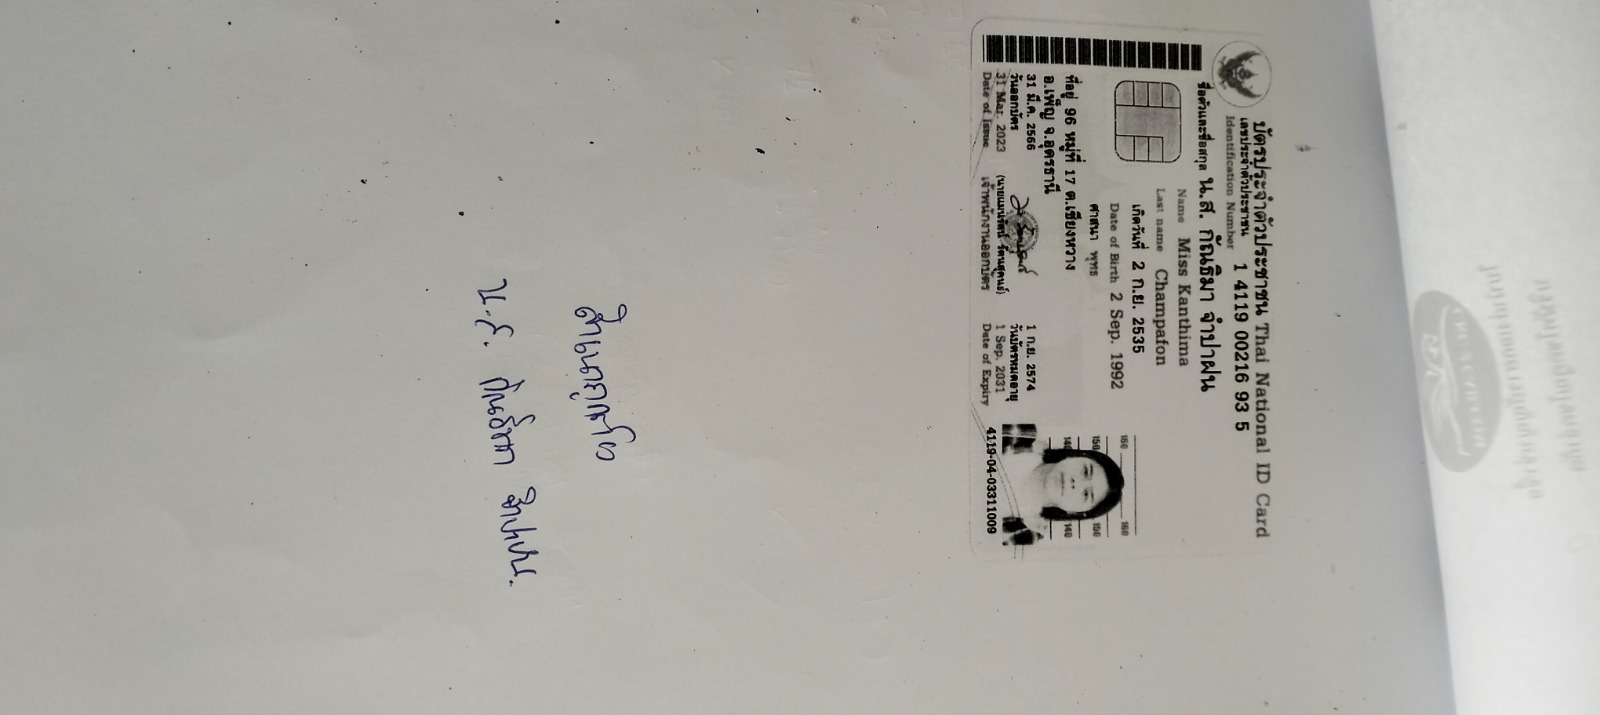 บัตรประจำตัวประชาชน Thai National ID Card
เลขประจำตัวประชาชน 1 4119 00216 93 5
Identification Number
ชื่อตัวและชื่อสกุล น.ส. กัณธิมา จำปาฝน
Name Miss Kanthima
Last name Champafon
เกิดวันที่ 2 ก.ย. 2535
Date of Birth 2 Sep. 1992
ศาสนา พุทธ
ที่อยู่ 96 หมู่ที่ 17 ต.เชียงหวาง
อ.เพ็ญ จ.อุดรธานี
31 มี.ค. 2566
วันออกบัตร
31 Mar. 2023
Date of Issue
เจ้าพนักงานออกบัตร
1 ก.ย. 2574
วันบัตรหมดอายุ
1 Sep. 2031
Date of Expiry
160 160
150 150
140 140
4119-04-03311009
สำเนาถูกต้อง
น.ส. กัณธิมา จำปาฝน